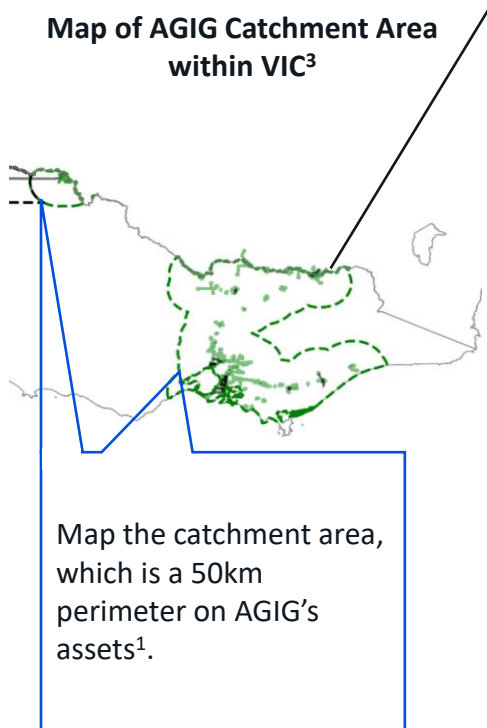 Map of AGIG Catchment Area
within VIC³
Map the catchment area,
which is a 50km
perimeter on AGIG’s
assets¹.